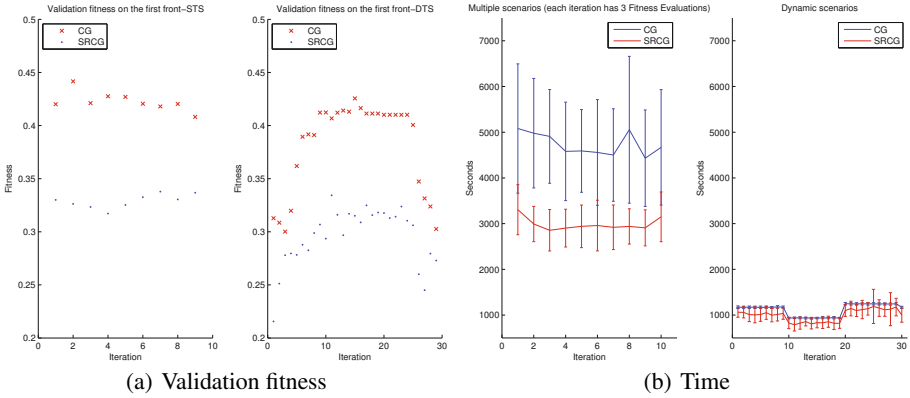 Validation fitness on the first front−STS
0.5
0.45
0.4
0.35
0.3
0.25
0.2
Fitness
0 2 4 6 8 10
Iteration
CG
SRCG
Validation fitness on the first front−DTS
0.5
0.45
0.4
0.35
0.3
0.25
0.2
Fitness
0 10 20 30
Iteration
CG
SRCG
(a) Validation fitness
Multiple scenarios (each iteration has 3 Fitness Evaluations)
7000
6000
5000
4000
3000
2000
1000
Seconds
0 2 4 6 8 10
Iteration
CG
SRCG
Dynamic scenarios
7000
6000
5000
4000
3000
2000
1000
Seconds
0 10 20 30
Iteration
CG
SRCG
(b) Time